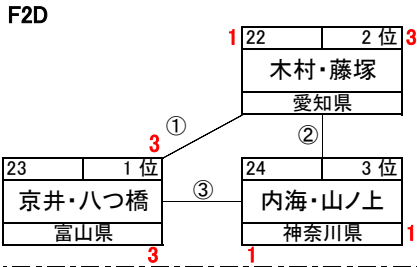 F2D
1 22 2 位 3
木村・藤塚
愛知県
①
②
3
23 1 位
京井・八つ橋
富山県
3
③
24 3 位
内海・山ノ上
神奈川県 1
1